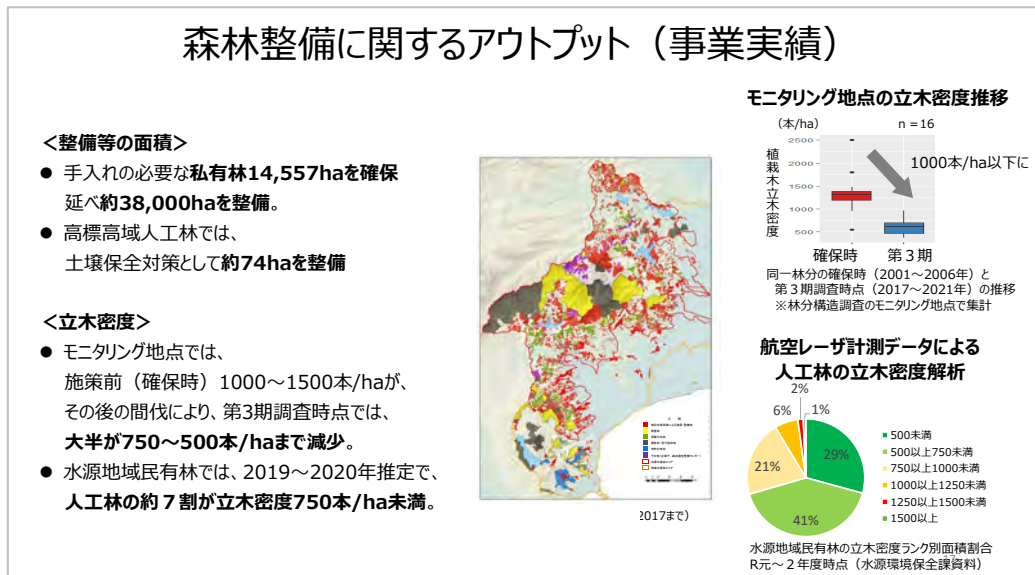 森林整備に関するアウトプット（事業実績）
＜整備等の面積＞
● 手入れの必要な私有林14,557haを確保
延べ約38,000haを整備。
● 高標高域人工林では、
土壌保全対策として約74haを整備
＜立木密度＞
● モニタリング地点では、
施策前（確保時）1000～1500本/haが、
その後の間伐により、第3期調査時点では、
大半が750～500本/haまで減少。
● 水源地域民有林では、2019～2020年推定で、
人工林の約７割が立木密度750本/ha未満。
2017まで）
モニタリング地点の立木密度推移
（本/ha）
n = 16
植栽木立木密度
2500
2000
1500
1000
500
1000本/ha以下に
確保時
第３期
同一林分の確保時（2001～2006年）と
第３期調査時点（2017～2021年）の推移
※林分構造調査のモニタリング地点で集計
航空レーザ計測データによる
人工林の立木密度解析
2%
1%
6%
21%
29%
41%
500未満
500以上750未満
750以上1000未満
1000以上1250未満
1250以上1500未満
1500以上
水源地域民有林の立木密度ランク別面積割合
R元～２年度時点（水源環境保全課資料）